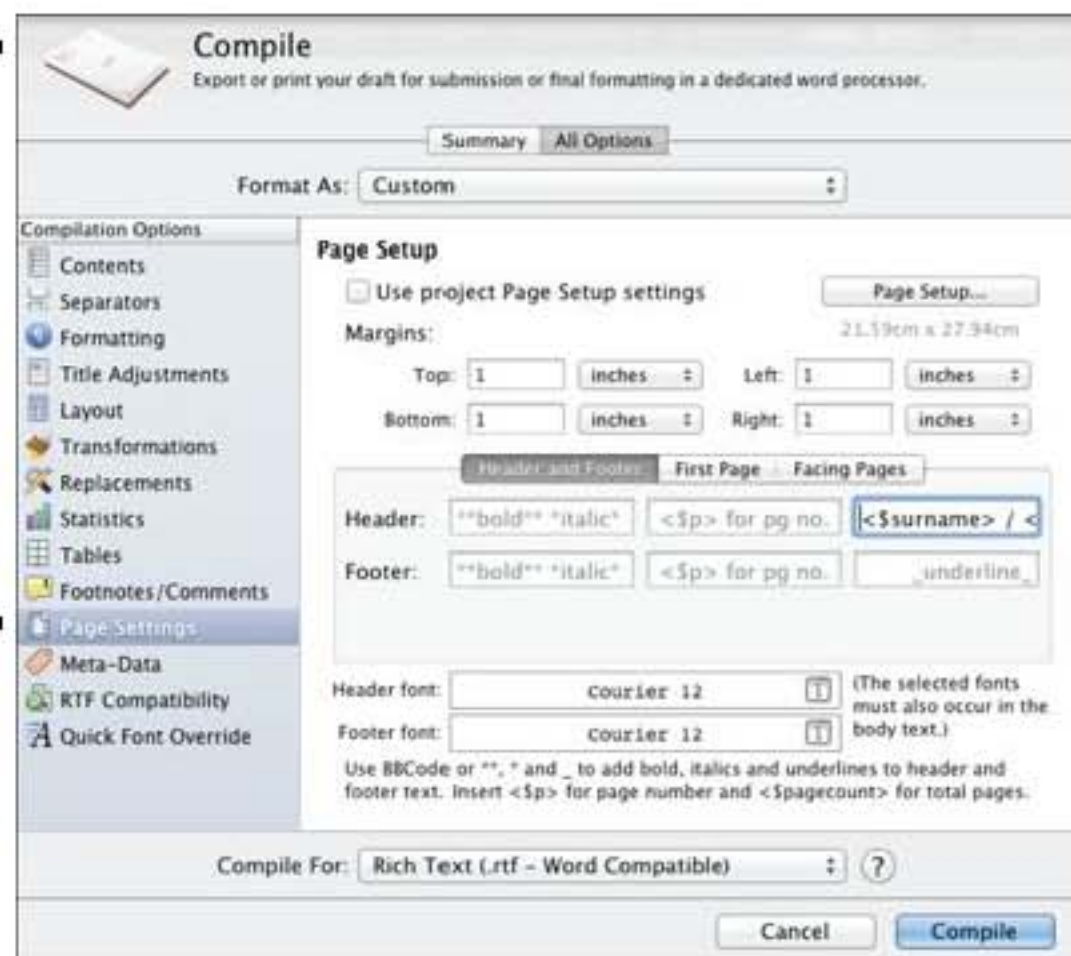 Compile
Export or print your draft for submission or final formatting in a dedicated word processor.
Summary All Options
Format As: Custom
Compilation Options
Contents
Separators
Formatting
Title Adjustments
Layout
Transformations
Replacements
Statistics
Tables
Footnotes/Comments
Page Settings
Meta-Data
RTF Compatibility
Quick Font Override
Page Setup
Use project Page Setup settings
Page Setup...
Margins:
21.59cm x 27.94cm
Top: 1 inches Left: 1 inches
Bottom: 1 inches Right: 1 inches
Header and Footer First Page Facing Pages
Header: **bold** *italic* <$p> for pg no. <$surname> / <
Footer: **bold** *italic* <$p> for pg no. _underline_
Header font: Courier 12
Footer font: Courier 12
(The selected fonts
must also occur in the
body text.)
Use BBCode or **, * and _ to add bold, italics and underlines to header and
footer text. Insert <$p> for page number and <$pagecount> for total pages.
Compile For: Rich Text (.rtf – Word Compatible) ?
Cancel Compile